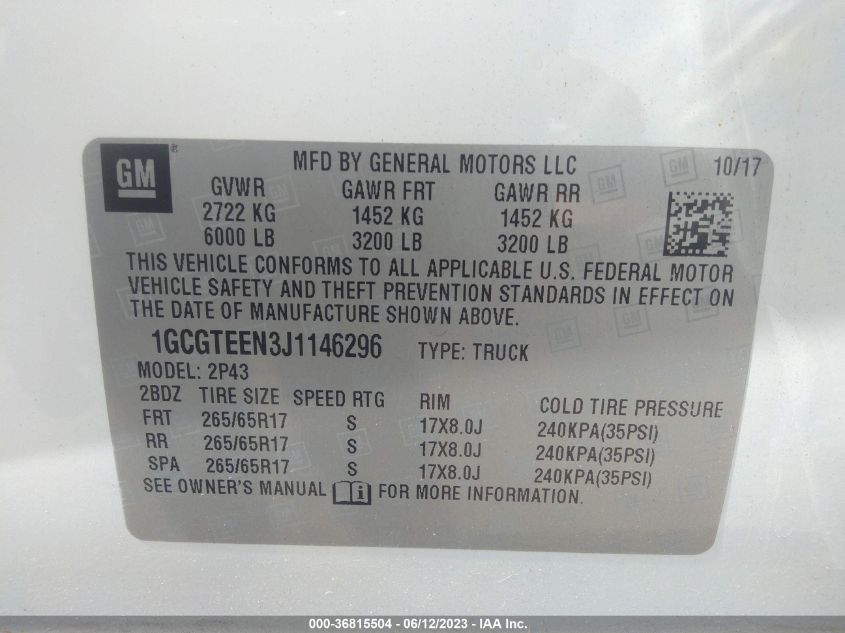 GM ® MFD BY GENERAL MOTORS LLC 10/17
GVWR GAWR FRT GAWR RR
2722 KG 1452 KG 1452 KG
6000 LB 3200 LB 3200 LB
THIS VEHICLE CONFORMS TO ALL APPLICABLE U.S. FEDERAL MOTOR
VEHICLE SAFETY AND THEFT PREVENTION STANDARDS IN EFFECT ON
THE DATE OF MANUFACTURE SHOWN ABOVE.
1GCGTEEN3J1146296 TYPE: TRUCK
MODEL: 2P43
2BDZ TIRE SIZE SPEED RTG RIM COLD TIRE PRESSURE
FRT 265/65R17 S 17X8.0J 240KPA(35PSI)
RR 265/65R17 S 17X8.0J 240KPA(35PSI)
SPA 265/65R17 S 17X8.0J 240KPA(35PSI)
SEE OWNER'S MANUAL i FOR MORE INFORMATION.
000-36815504 - 06/12/2023 - IAA Inc.